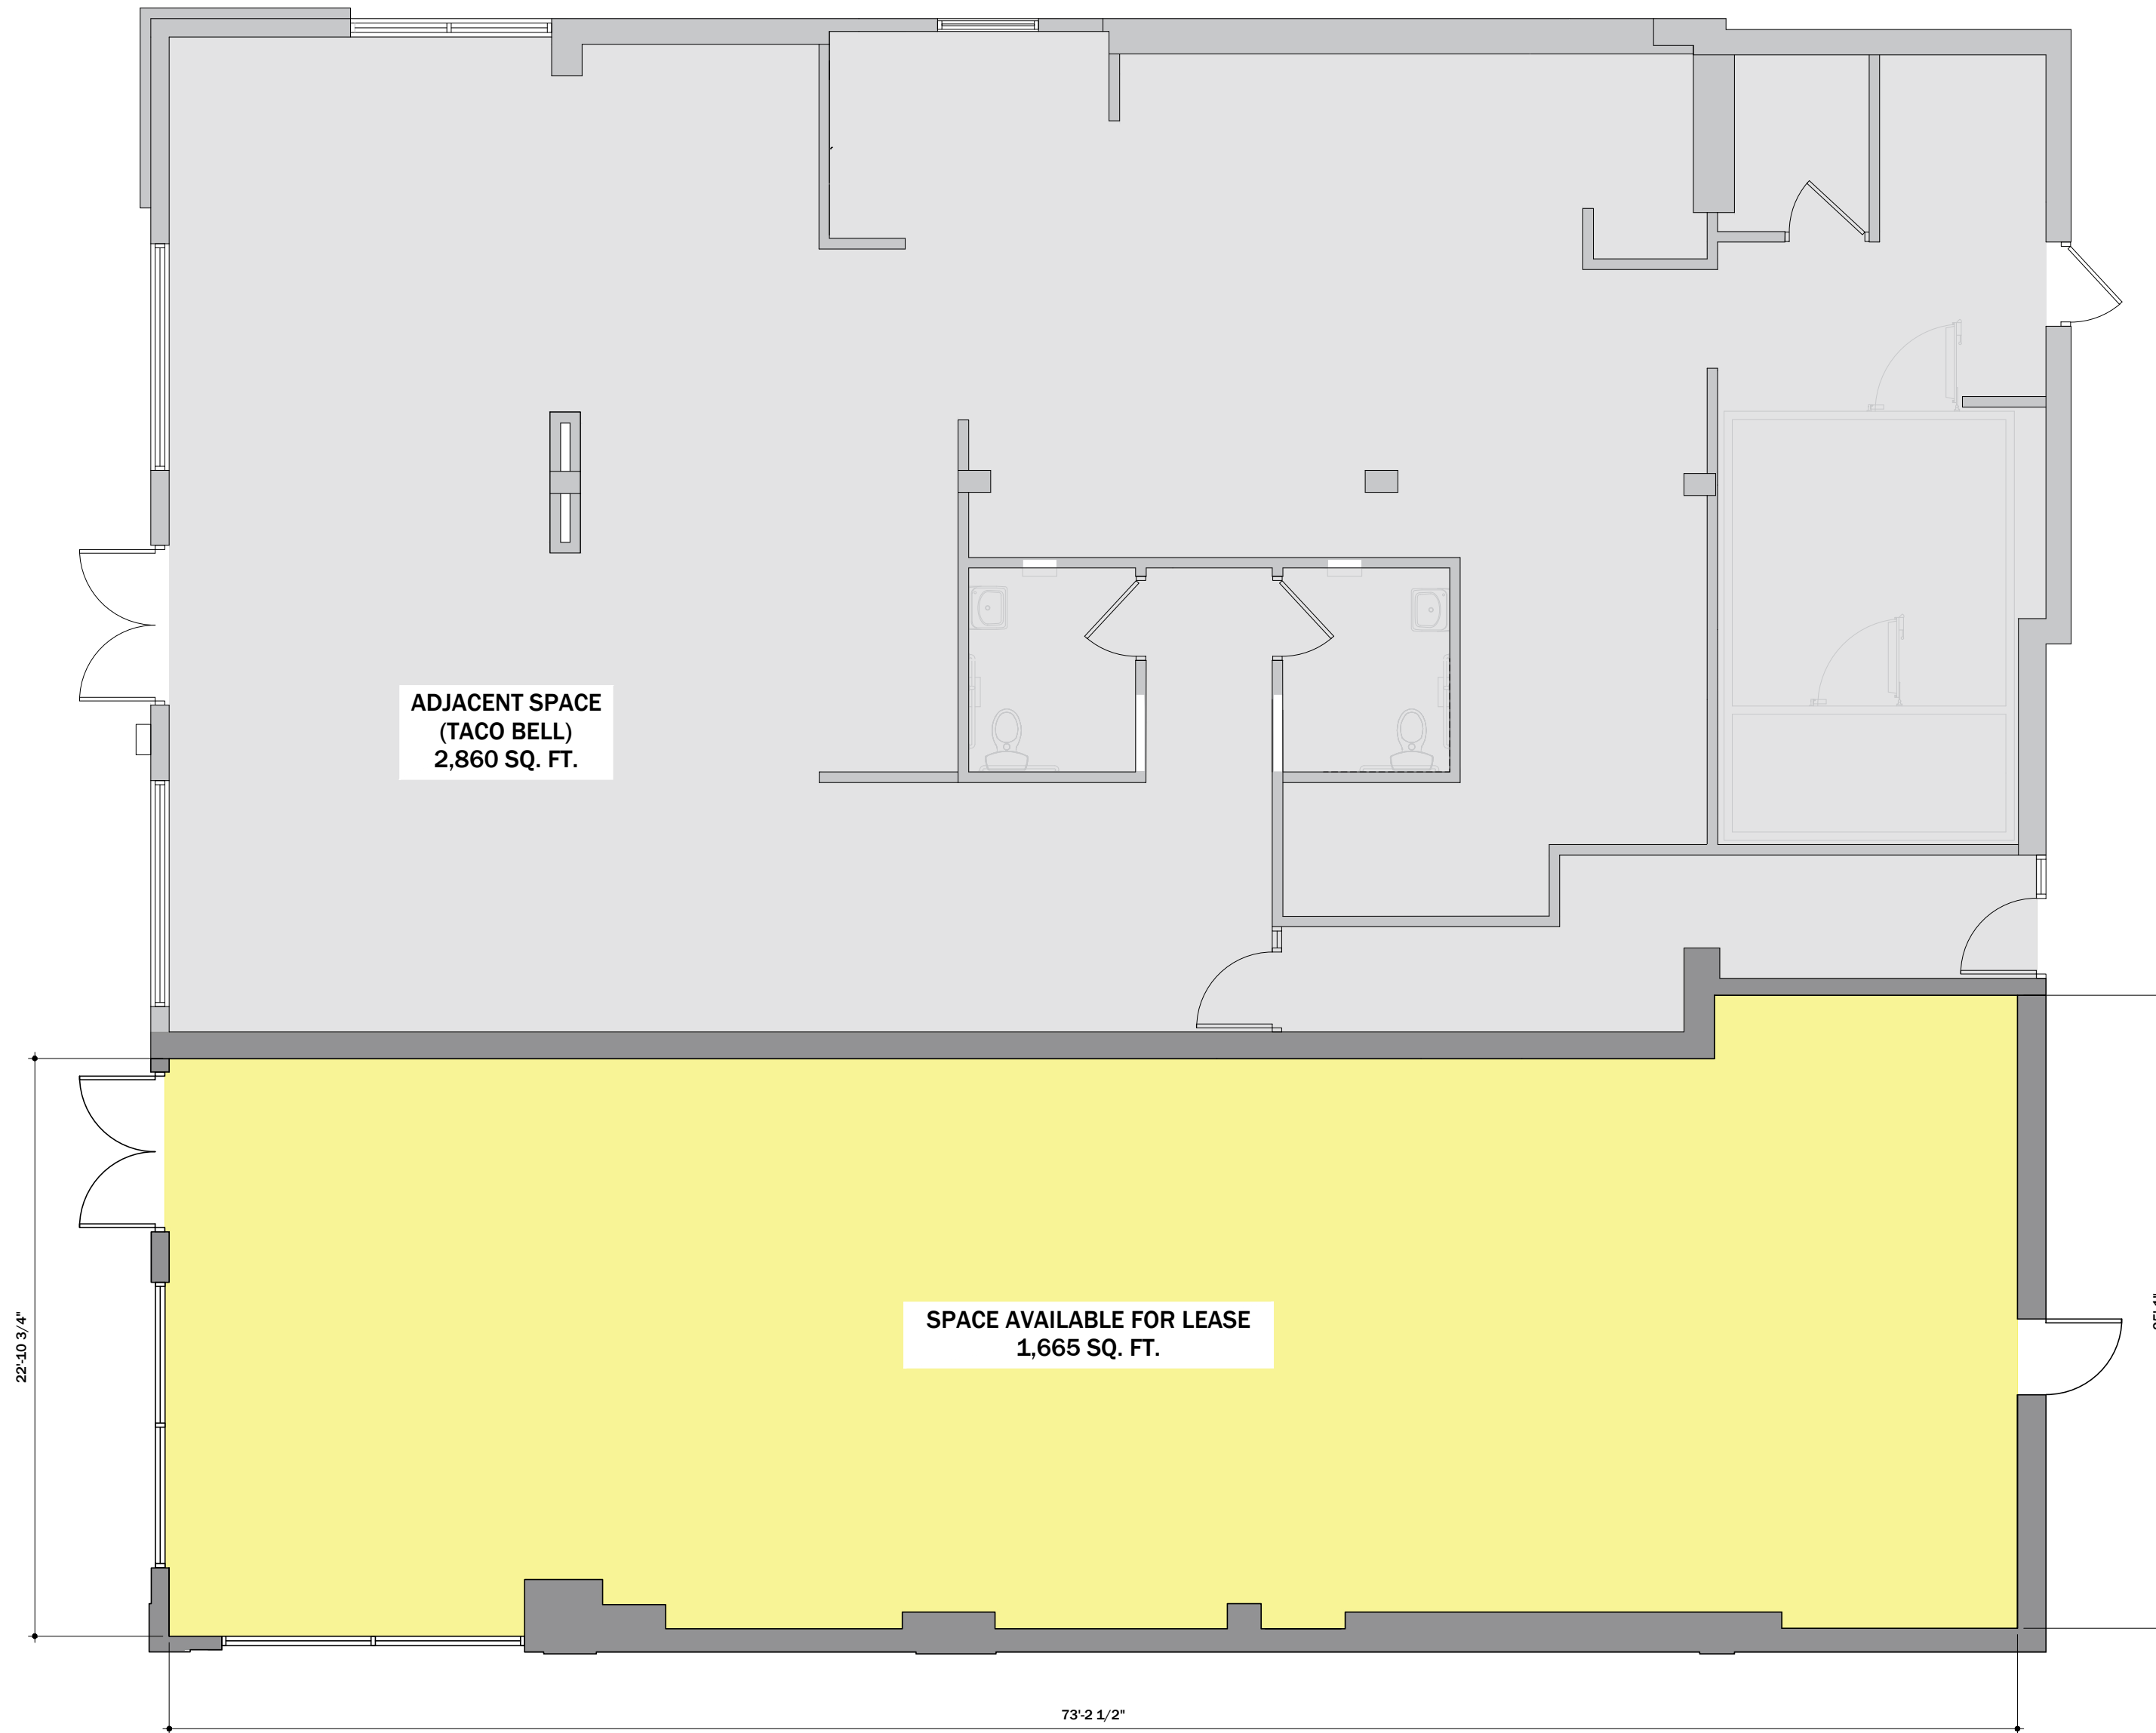 ADJACENT SPACE
(TACO BELL)
2,860 SQ. FT.
22'-10 3/4"
SPACE AVAILABLE FOR LEASE
1,665 SQ. FT.
73'-2 1/2"